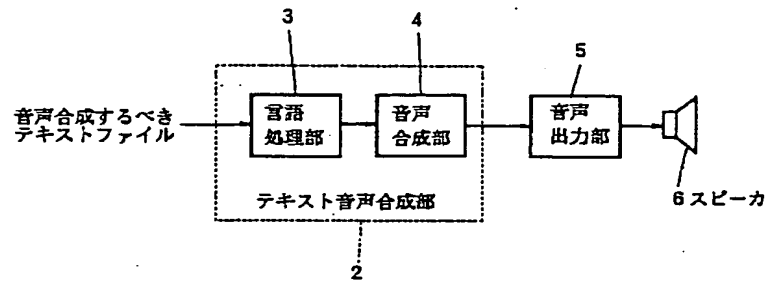 3
4
5
音声合成するべき
テキストファイル
言語
処理部
音声
合成部
音声
出力部
テキスト音声合成部
6スピーカ
2